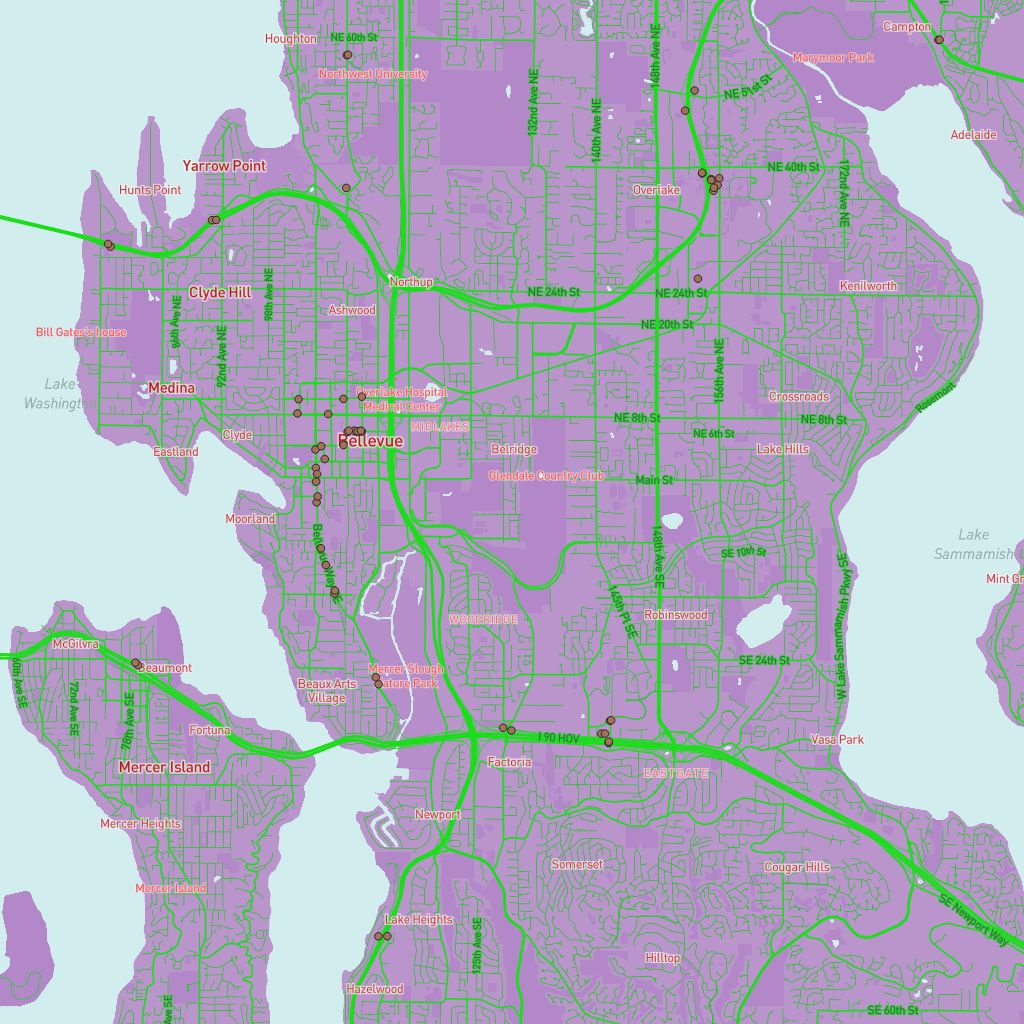 Campton
Houghton
NE 60th St
Marymoor Park
Northwest University
148th Ave NE
NE 51st St
132nd Ave NE
140th Ave NE
Adelaide
Yarrow Point
NE 40th St
172nd Ave NE
Hunts Point
Overlake
Northup
Kenilworth
Clyde Hill
98th Ave NE
NE 24th St
NE 24th St
Ashwood
86th Ave NE
NE 20th St
Bill Gates's house
92nd Ave NE
156th Ave NE
Lake
Washington
Medina
Overlake Hospital
Medical Center
Crossroads
Rosemont
NE 8th St
NE 8th St
MIDLAKES
Clyde
Bellevue
NE 6th St
Eastland
Belridge
Lake Hills
Glendale Country Club
Main St
Moorland
148th Ave SE
Lake
Sammamish
SE 10th St
Mint Gr
145th PLSE
W Lake Sammamish Pkwy SE
WOODRIDGE
Robinswood
McGilvra
Beaumont
60th Ave SE
SE 24th St
Mercer Slough
Nature Park
Beaux Arts
Village
72nd Ave SE
78th Ave SE
Fortuna
I 90 HOV
Vasa Park
Mercer Island
Factoria
EASTGATE
Newport
Mercer Heights
Somerset
Cougar Hills
Mercer Island
SE Newport Way
Lake Heights
125th Ave SE
Hilltop
Hazelwood
Ave SE
SE 60th St